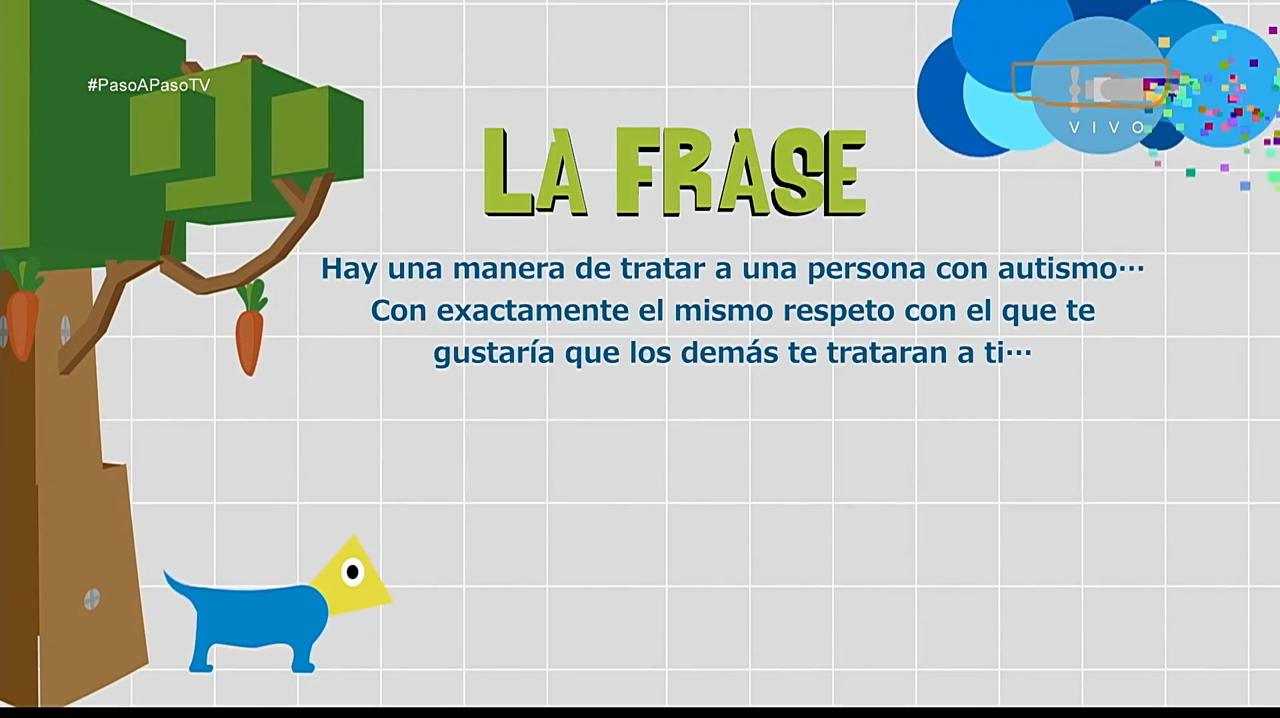 #PasoAPasoTV
VIVO
LA FRASE
Hay una manera de tratar a una persona con autismo···
Con exactamente el mismo respeto con el que te
gustaría que los demás te trataran a ti···